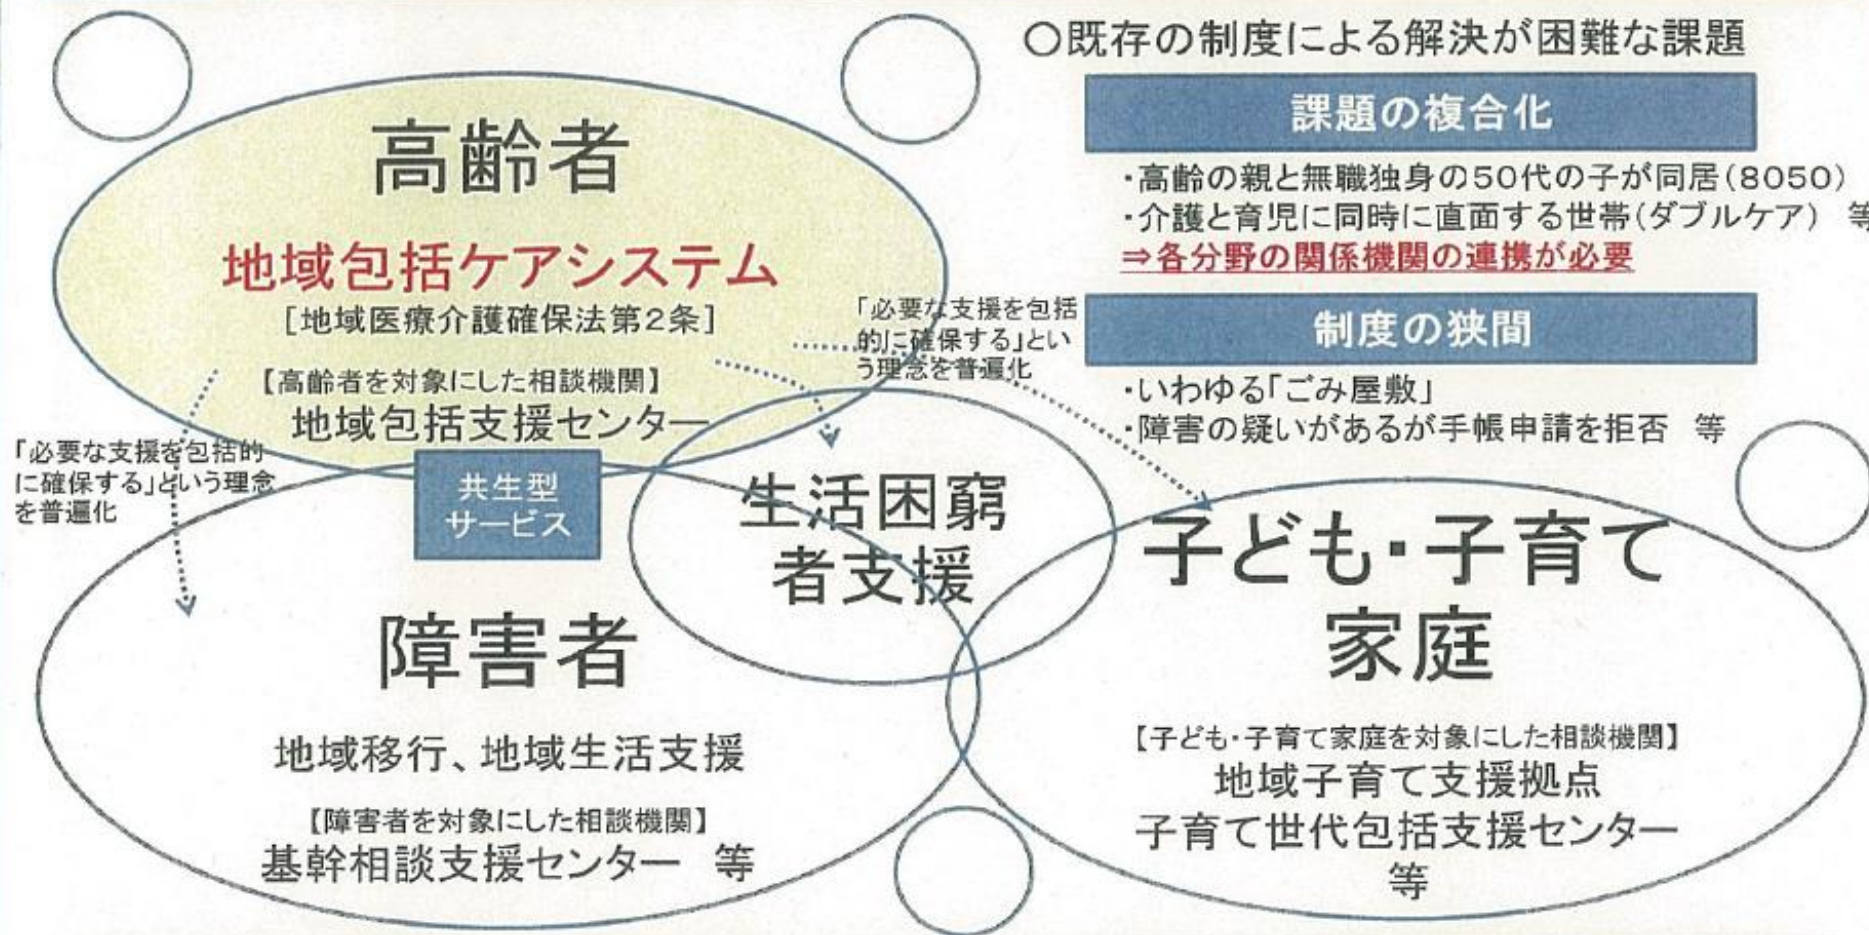 ○既存の制度による解決が困難な課題
課題の複合化
・高齢の親と無職独身の50代の子が同居(8050)
・介護と育児に同時に直面する世帯(ダブルケア) 等
⇒各分野の関係機関の連携が必要
制度の狭間
・いわゆる「ごみ屋敷」
・障害の疑いがあるが手帳申請を拒否 等
高齢者
地域包括ケアシステム
[地域医療介護確保法第2条]
【高齢者を対象にした相談機関】
地域包括支援センター
「必要な支援を包括
的に確保する」とい
う理念を普遍化
「必要な支援を包括的
に確保する」という理念
を普遍化
共生型
サービス
生活困窮
者支援
障害者
地域移行、地域生活支援
【障害者を対象にした相談機関】
基幹相談支援センター 等
子ども・子育て
家庭
【子ども・子育て家庭を対象にした相談機関】
地域子育て支援拠点
子育て世代包括支援センター
等